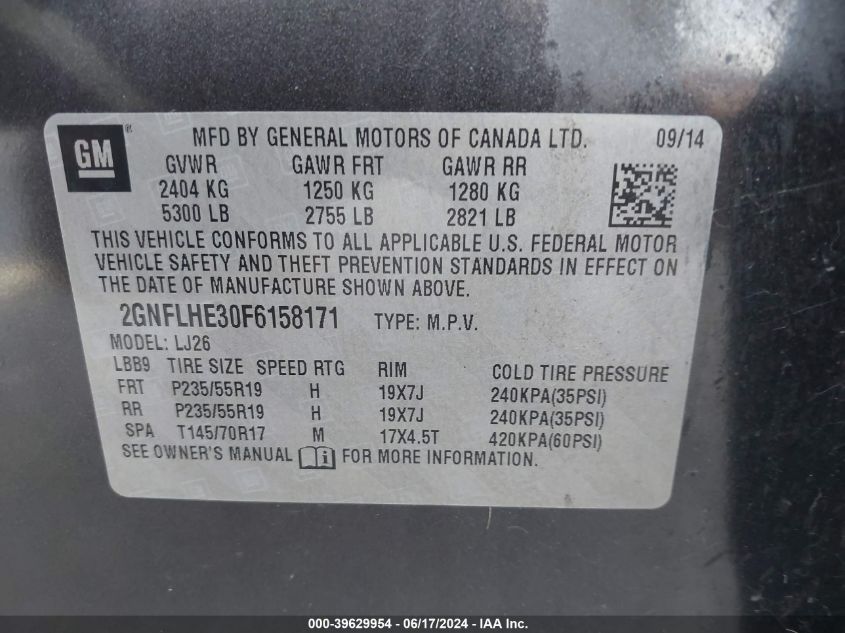 GM ® MFD BY GENERAL MOTORS OF CANADA LTD. 09/14
GVWR GAWR FRT GAWR RR
2404 KG 1250 KG 1280 KG
5300 LB 2755 LB 2821 LB
THIS VEHICLE CONFORMS TO ALL APPLICABLE U.S. FEDERAL MOTOR
VEHICLE SAFETY AND THEFT PREVENTION STANDARDS IN EFFECT ON
THE DATE OF MANUFACTURE SHOWN ABOVE.
2GNFLHE30F6158171 TYPE: M.P.V.
MODEL: LJ26
LBB9 TIRE SIZE SPEED RTG RIM COLD TIRE PRESSURE
FRT P235/55R19 H 19X7J 240KPA(35PSI)
RR P235/55R19 H 19X7J 240KPA(35PSI)
SPA T145/70R17 M 17X4.5T 420KPA(60PSI)
SEE OWNER'S MANUAL i FOR MORE INFORMATION.
000-39629954 - 06/17/2024 - IAA Inc.